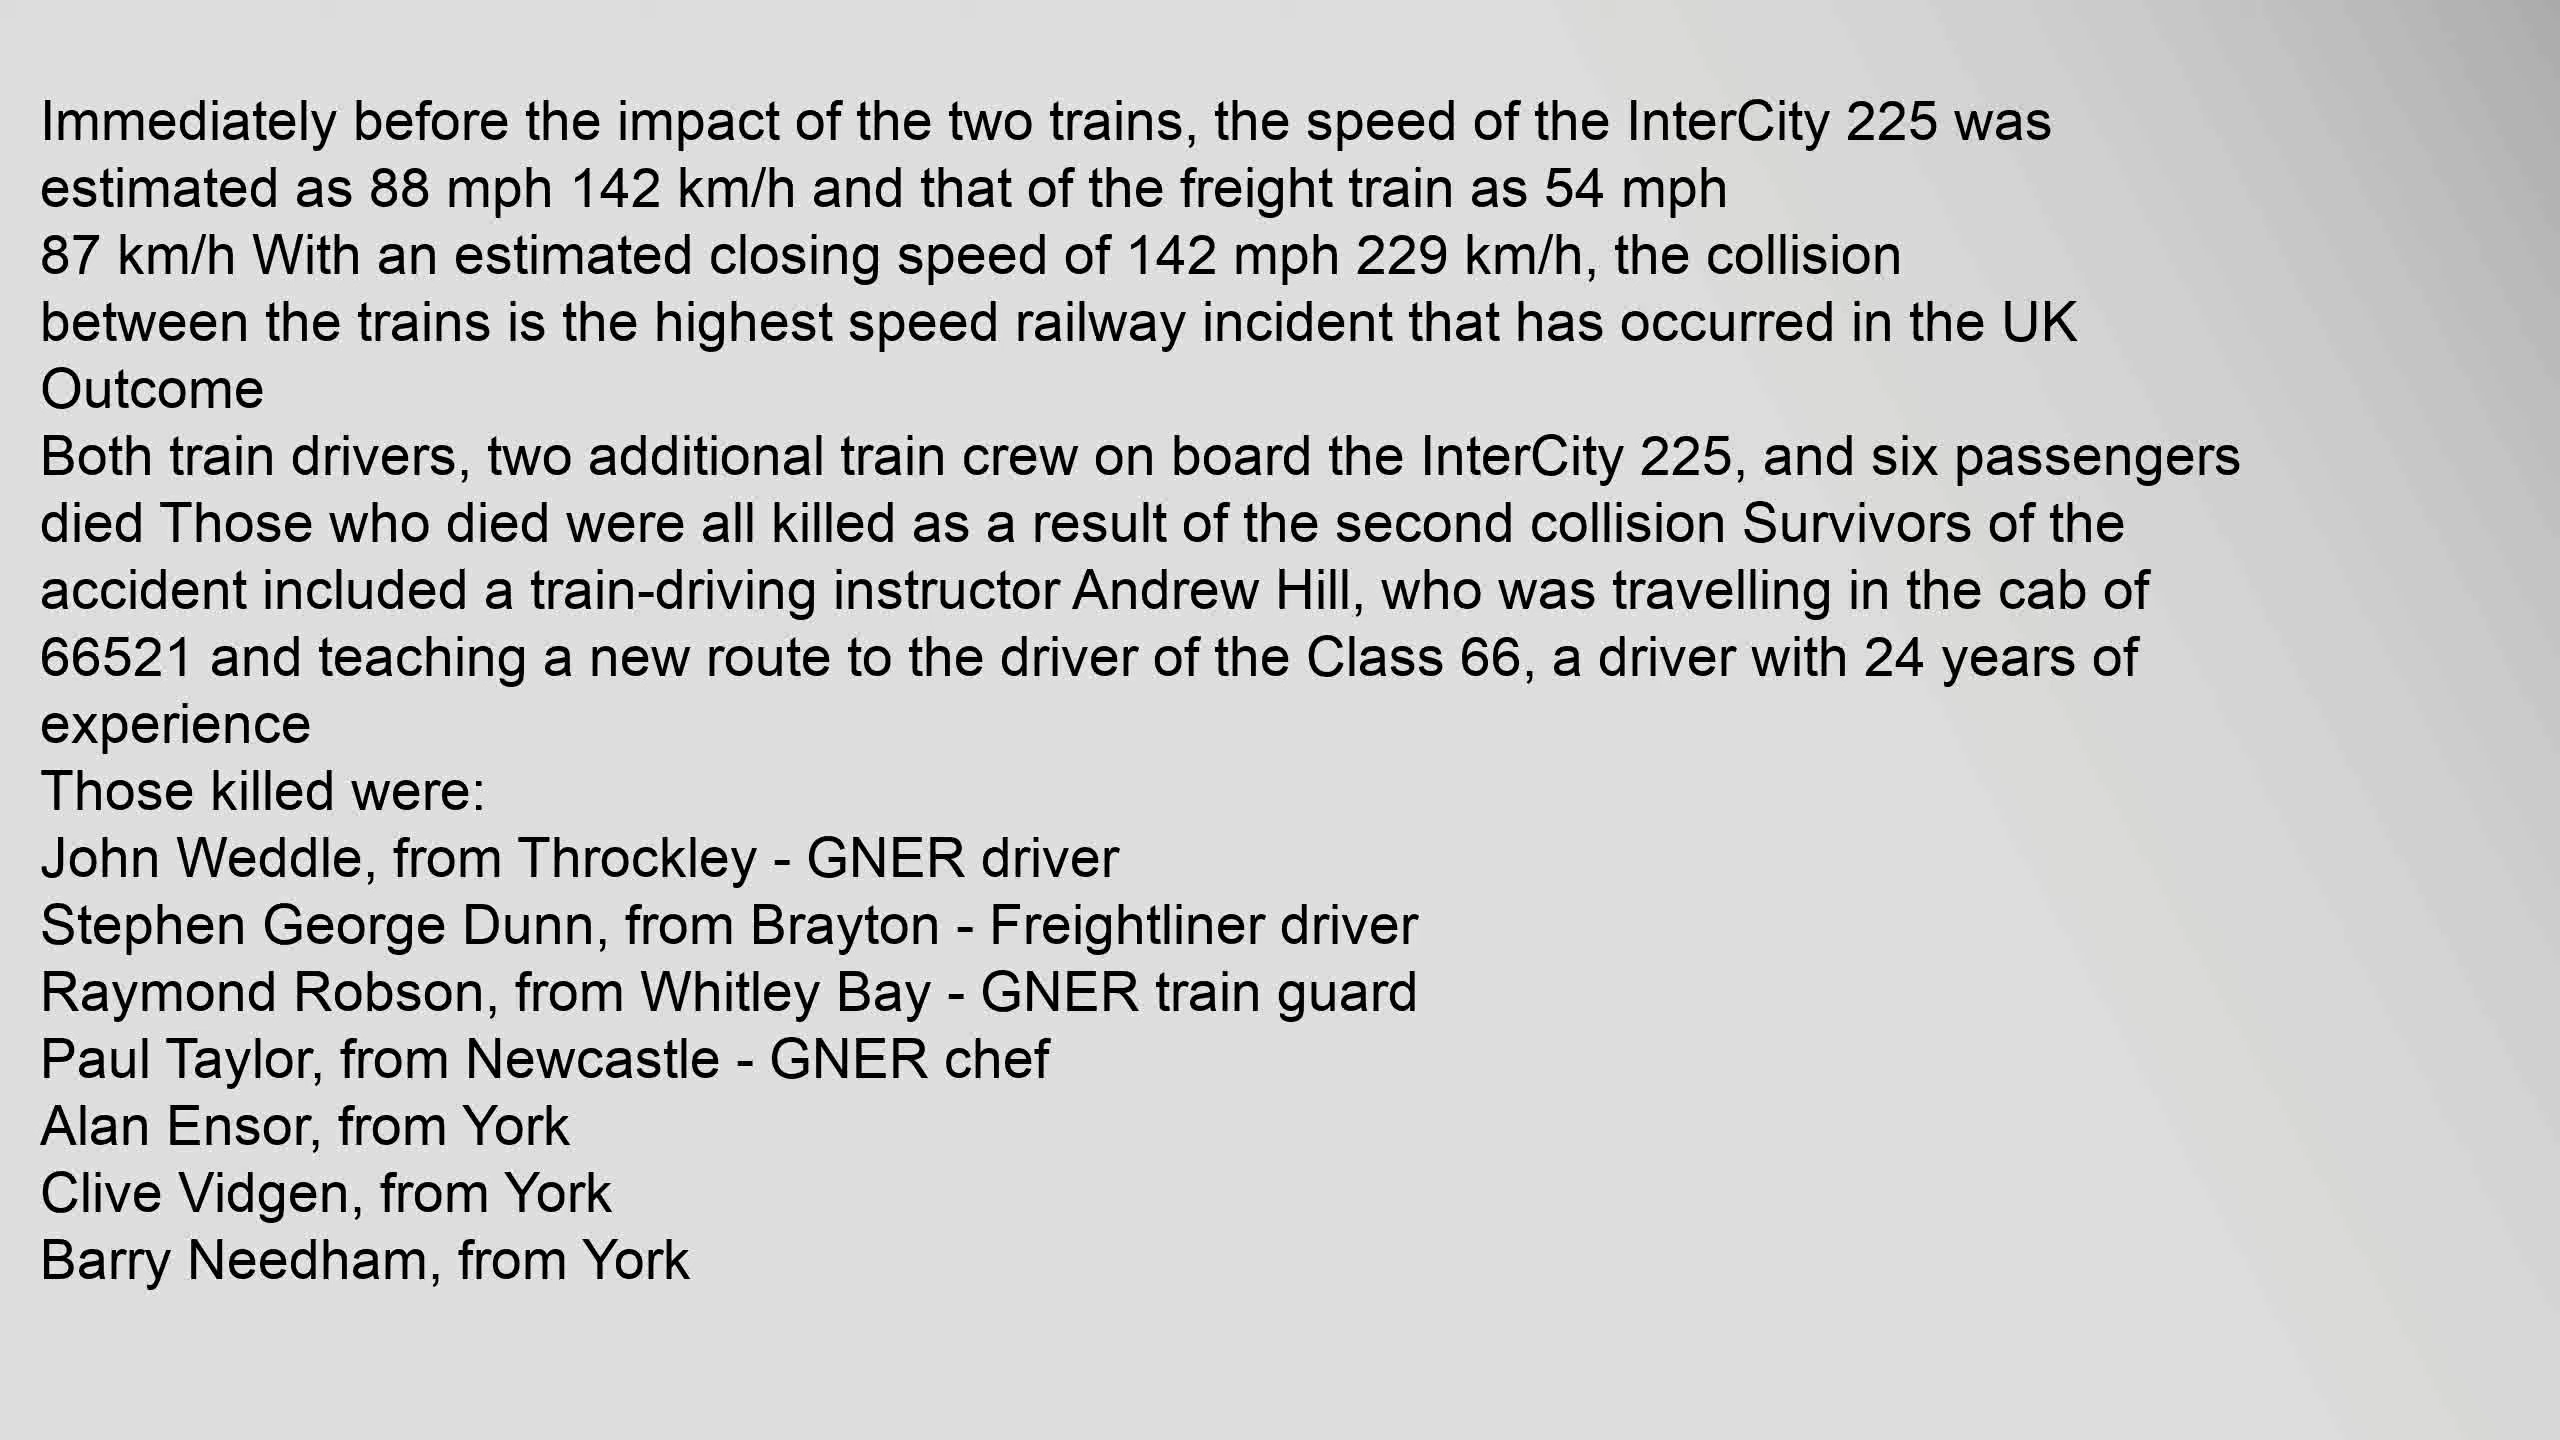 Immediately before the impact of the two trains, the speed of the InterCity 225 was
estimated as 88 mph 142 km/h and that of the freight train as 54 mph
87 km/h With an estimated closing speed of 142 mph 229 km/h, the collision
between the trains is the highest speed railway incident that has occurred in the UK
Outcome
Both train drivers, two additional train crew on board the InterCity 225, and six passengers
died Those who died were all killed as a result of the second collision Survivors of the
accident included a train-driving instructor Andrew Hill, who was travelling in the cab of
66521 and teaching a new route to the driver of the Class 66, a driver with 24 years of
experience
Those killed were:
John Weddle, from Throckley - GNER driver
Stephen George Dunn, from Brayton - Freightliner driver
Raymond Robson, from Whitley Bay - GNER train guard
Paul Taylor, from Newcastle - GNER chef
Alan Ensor, from York
Clive Vidgen, from York
Barry Needham, from York